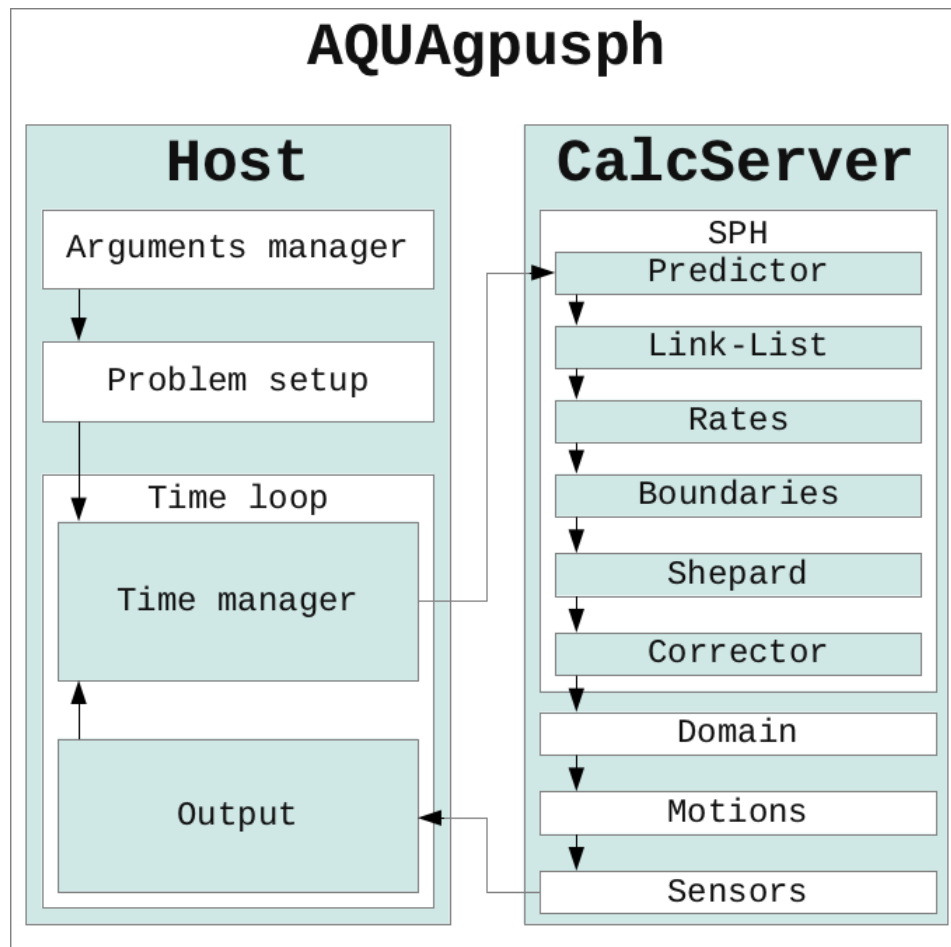 AQUAgpusph
Host
Arguments manager
Problem setup
Time loop
Time manager
Output
CalcServer
SPH
Predictor
Link-List
Rates
Boundaries
Shepard
Corrector
Domain
Motions
Sensors